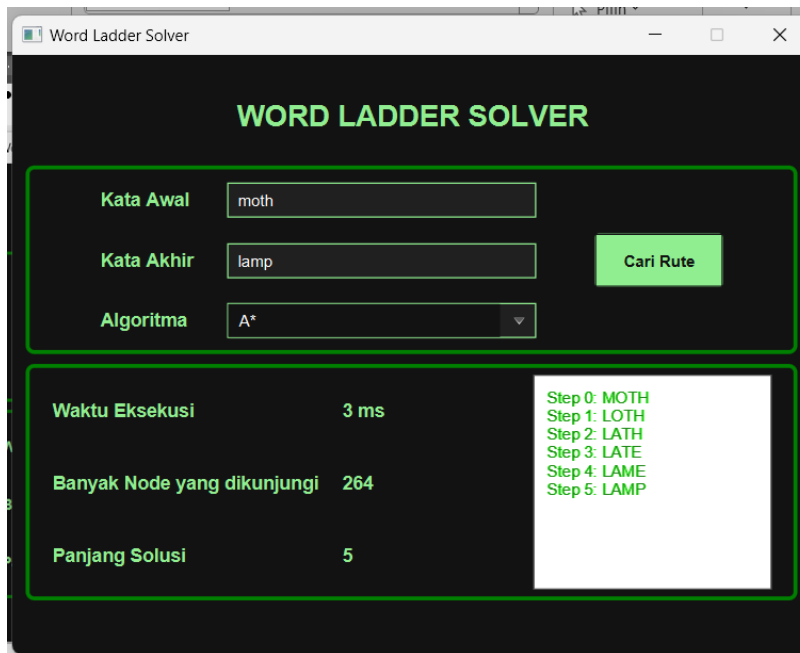 Pilih
Word Ladder Solver
WORD LADDER SOLVER
Kata Awal moth
Kata Akhir lamp
Cari Rute
Algoritma A*
Waktu Eksekusi 3 ms
Banyak Node yang dikunjungi 264
Panjang Solusi 5
Step 0: MOTH
Step 1: LOTH
Step 2: LATH
Step 3: LATE
Step 4: LAME
Step 5: LAMP